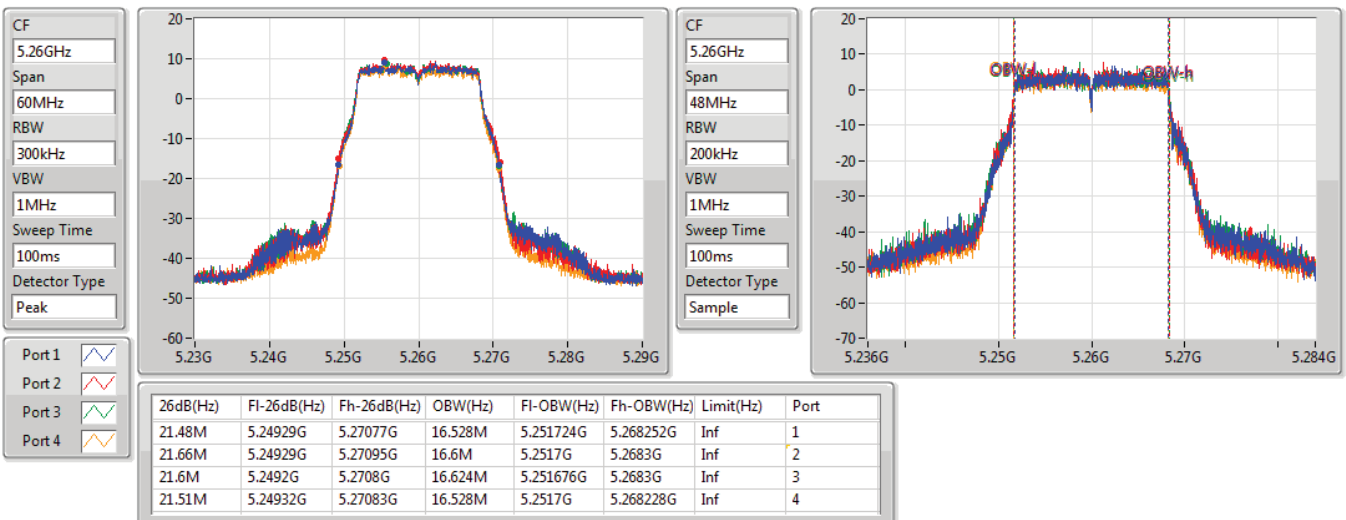 CF
5.26GHz
Span
60MHz
RBW
300kHz
VBW
1MHz
Sweep Time
100ms
Detector Type
Peak
20
10
0
-10
-20
-30
-40
-50
-60
5.23G 5.24G 5.25G 5.26G 5.27G 5.28G 5.29G
CF
5.26GHz
Span
48MHz
RBW
200kHz
VBW
1MHz
Sweep Time
100ms
Detector Type
Sample
20
10
0
-10
-20
-30
-40
-50
-60
-70
OBW-l OBW-h
5.236G 5.25G 5.26G 5.27G 5.284G
Port 1
Port 2
Port 3
Port 4
26dB(Hz) Fl-26dB(Hz) Fh-26dB(Hz) OBW(Hz) Fl-OBW(Hz) Fh-OBW(Hz) Limit(Hz) Port
21.48M 5.24929G 5.27077G 16.528M 5.251724G 5.268252G Inf 1
21.66M 5.24929G 5.27095G 16.6M 5.2517G 5.2683G Inf 2
21.6M 5.2492G 5.2708G 16.624M 5.251676G 5.2683G Inf 3
21.51M 5.24932G 5.27083G 16.528M 5.2517G 5.268228G Inf 4